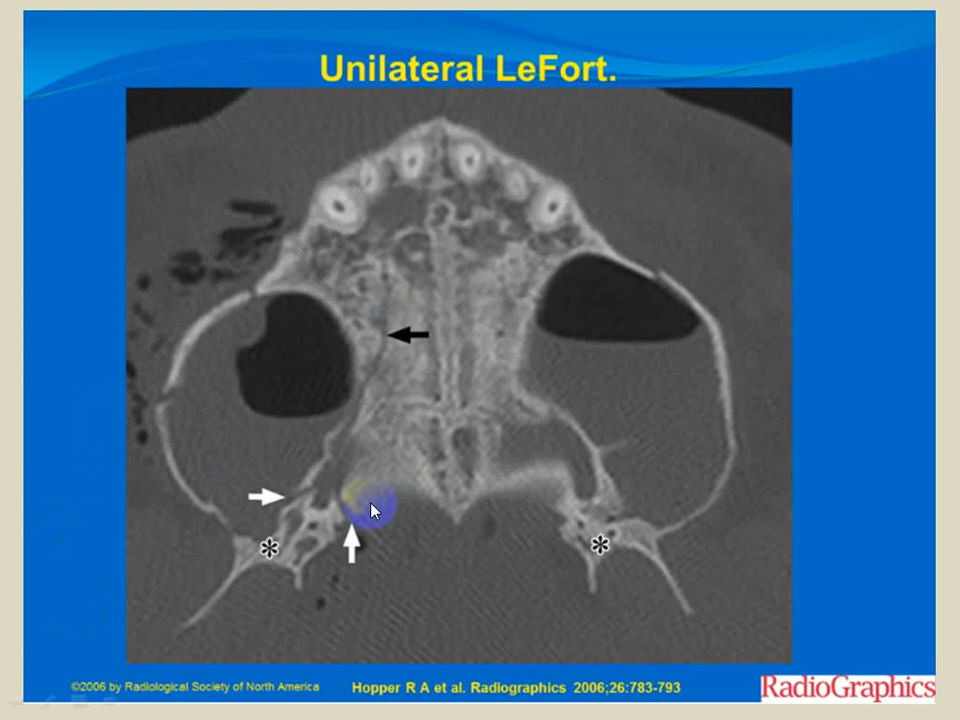 Unilateral LeFort.
* *
©2006 by Radiological Society of North America
Hopper R A et al. Radiographics 2006;26:783-793
RadioGraphics